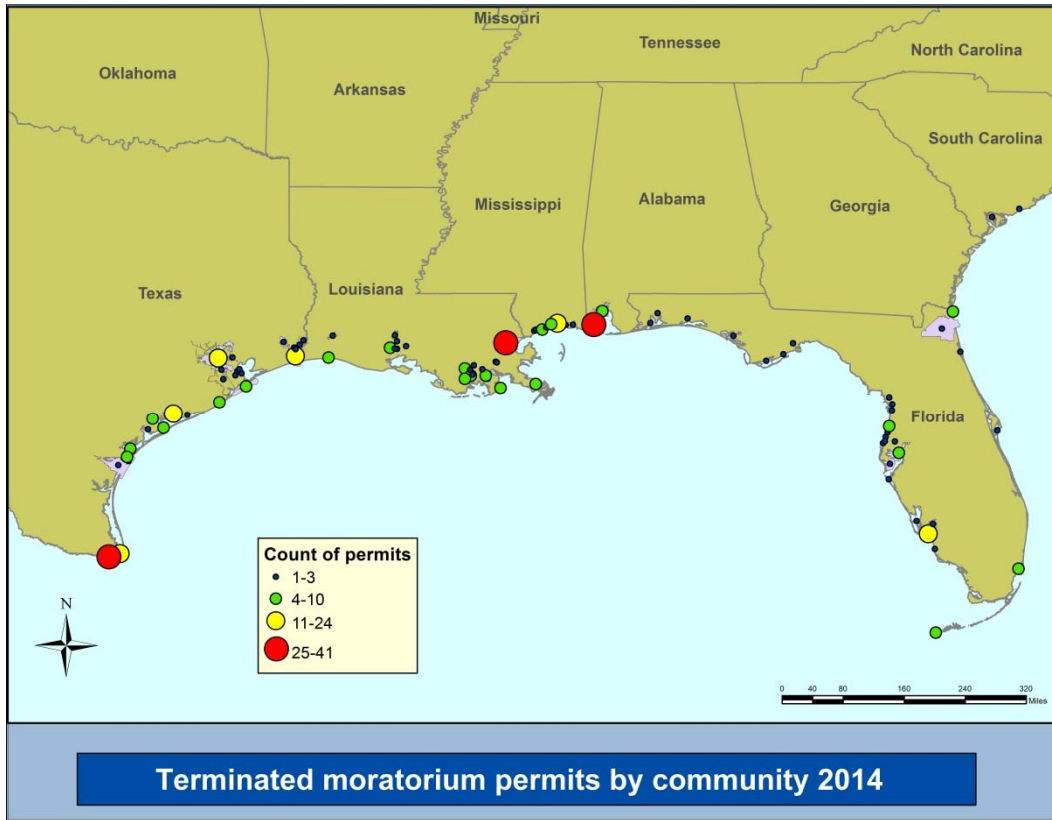 Missouri
Tennessee
North Carolina
Oklahoma
Arkansas
South Carolina
Mississippi
Alabama
Georgia
Texas
Louisiana
Florida
Count of permits
1-3
4-10
11-24
25-41
N
0 40 80 160 240 320
Miles
Terminated moratorium permits by community 2014